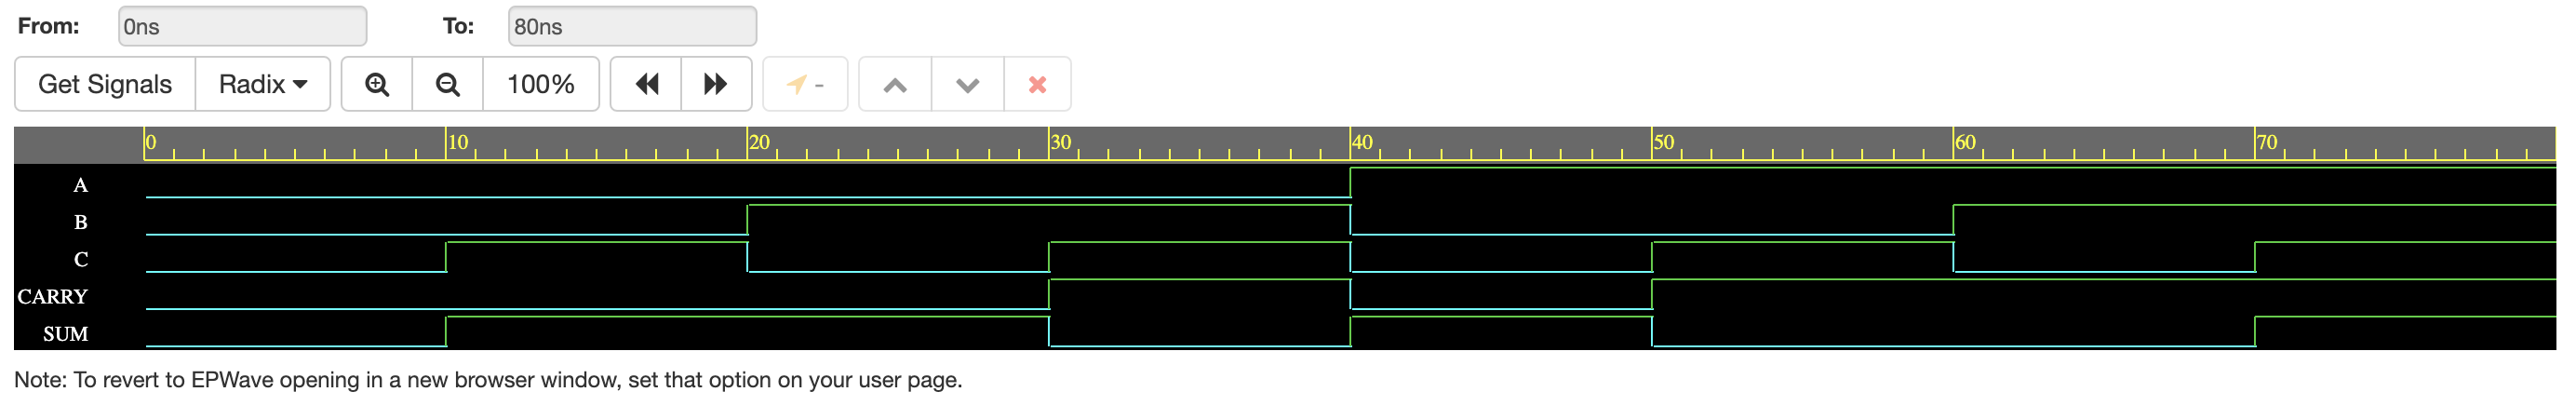 From: 0ns To: 80ns
Get Signals Radix 100% -
0 10 20 30 40 50 60 70
A
B
C
CARRY
SUM
Note: To revert to EPWave opening in a new browser window, set that option on your user page.